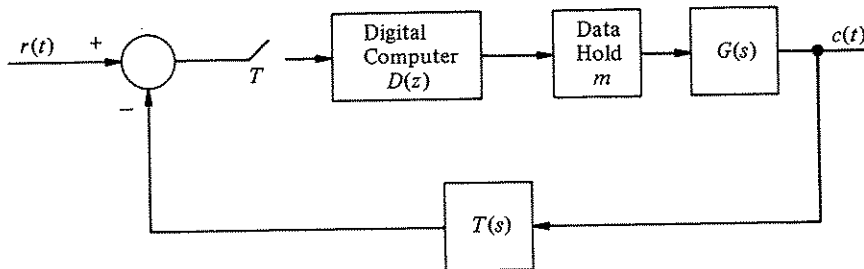 r(t)
+
−
T
Digital
Computer
D(z)
Data
Hold
m
G(s)
c(t)
T(s)